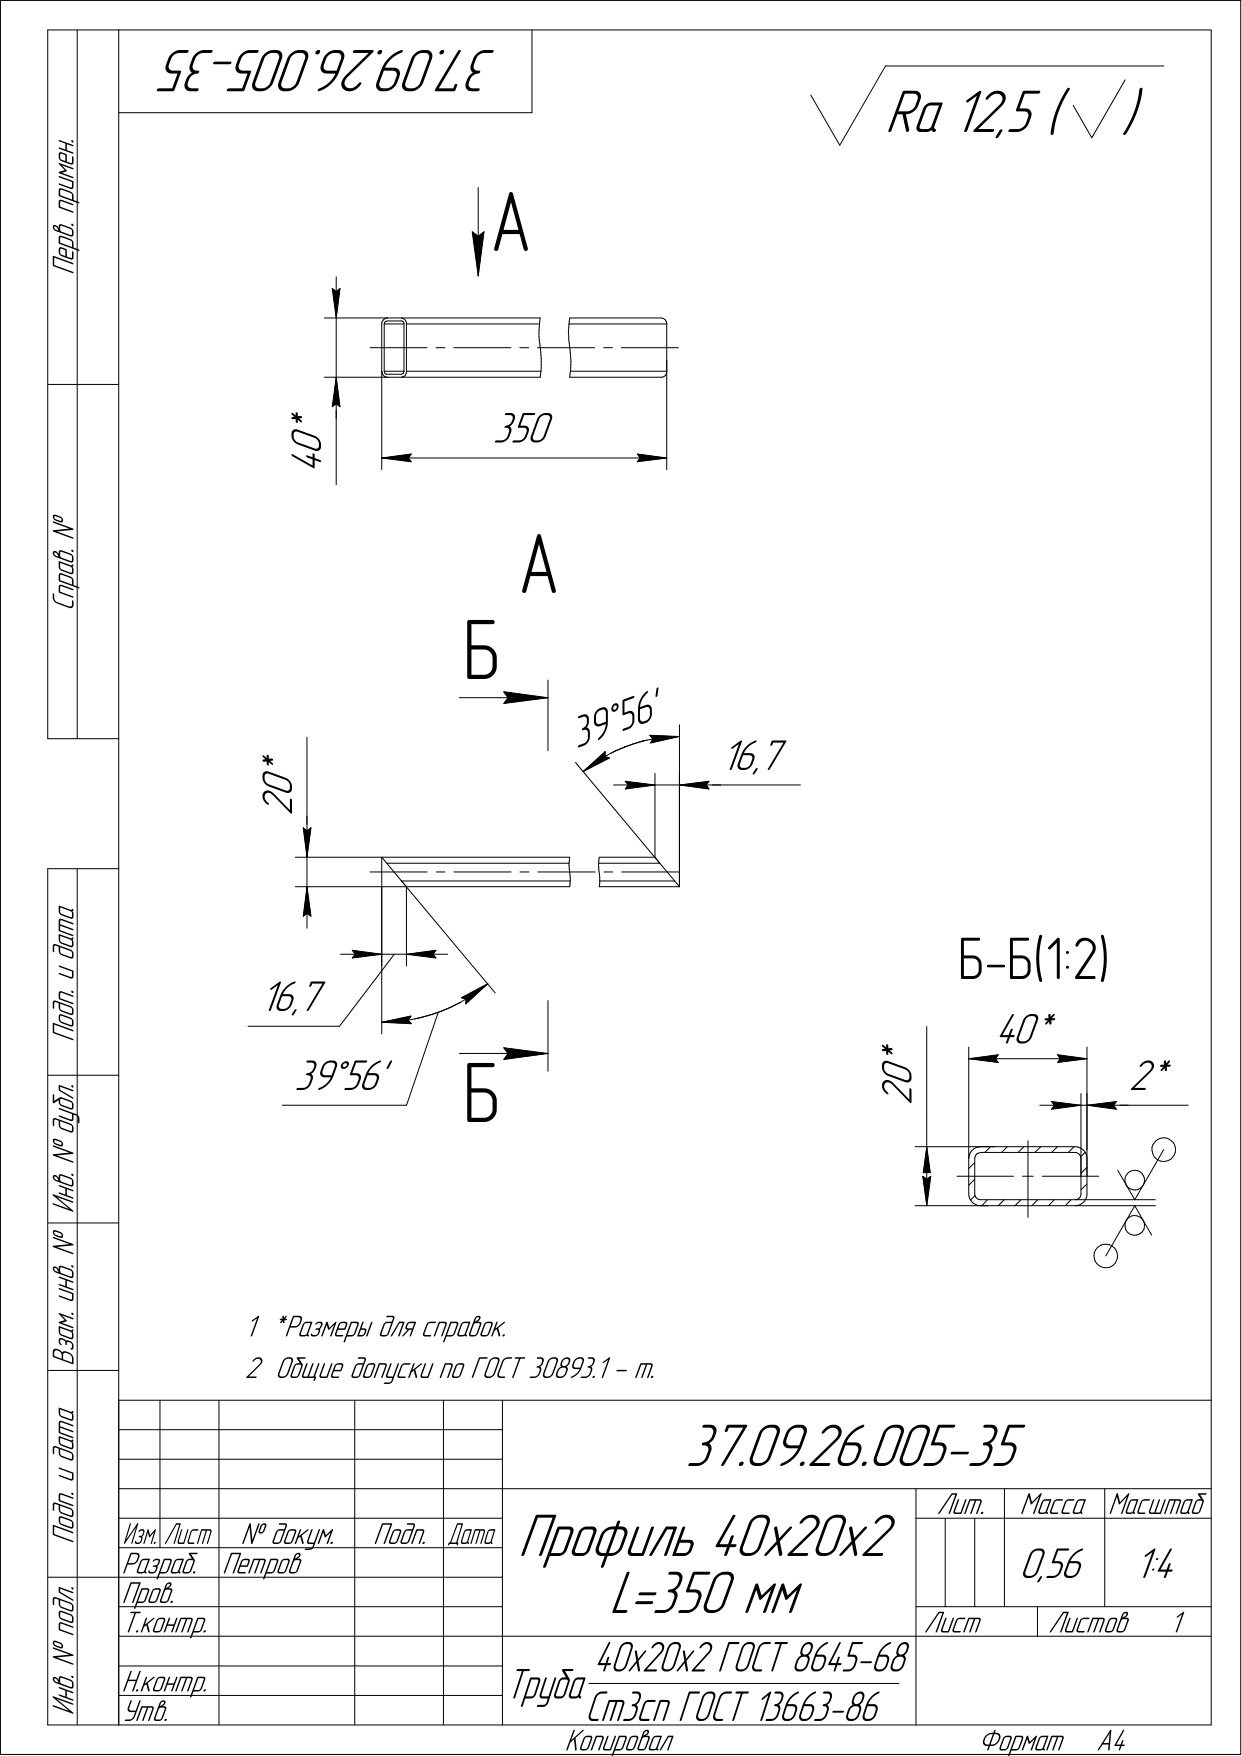 37.09.26.005-35
Ra 12,5 (√)
Перв. примен.
Справ. №
Подп. и дата
Инв. № дубл.
Взам. инв. №
Подп. и дата
Инв. № подл.
А
40*
350
А
Б
39°56'
16,7
20*
16,7
39°56'
Б
Б-Б(1:2)
40*
20*
2*
1 *Размеры для справок.
2 Общие допуски по ГОСТ 30893.1 - m.
37.09.26.005-35
Изм. Лист № докум. Подп. Дата
Разраб. Петров
Пров.
Т.контр.
Н.контр.
Утв.
Профиль 40х20х2
L=350 мм
Лит. Масса Масштаб
0,56 1:4
Лист Листов 1
Труба 40х20х2 ГОСТ 8645-68
Ст3сп ГОСТ 13663-86
Копировал Формат А4